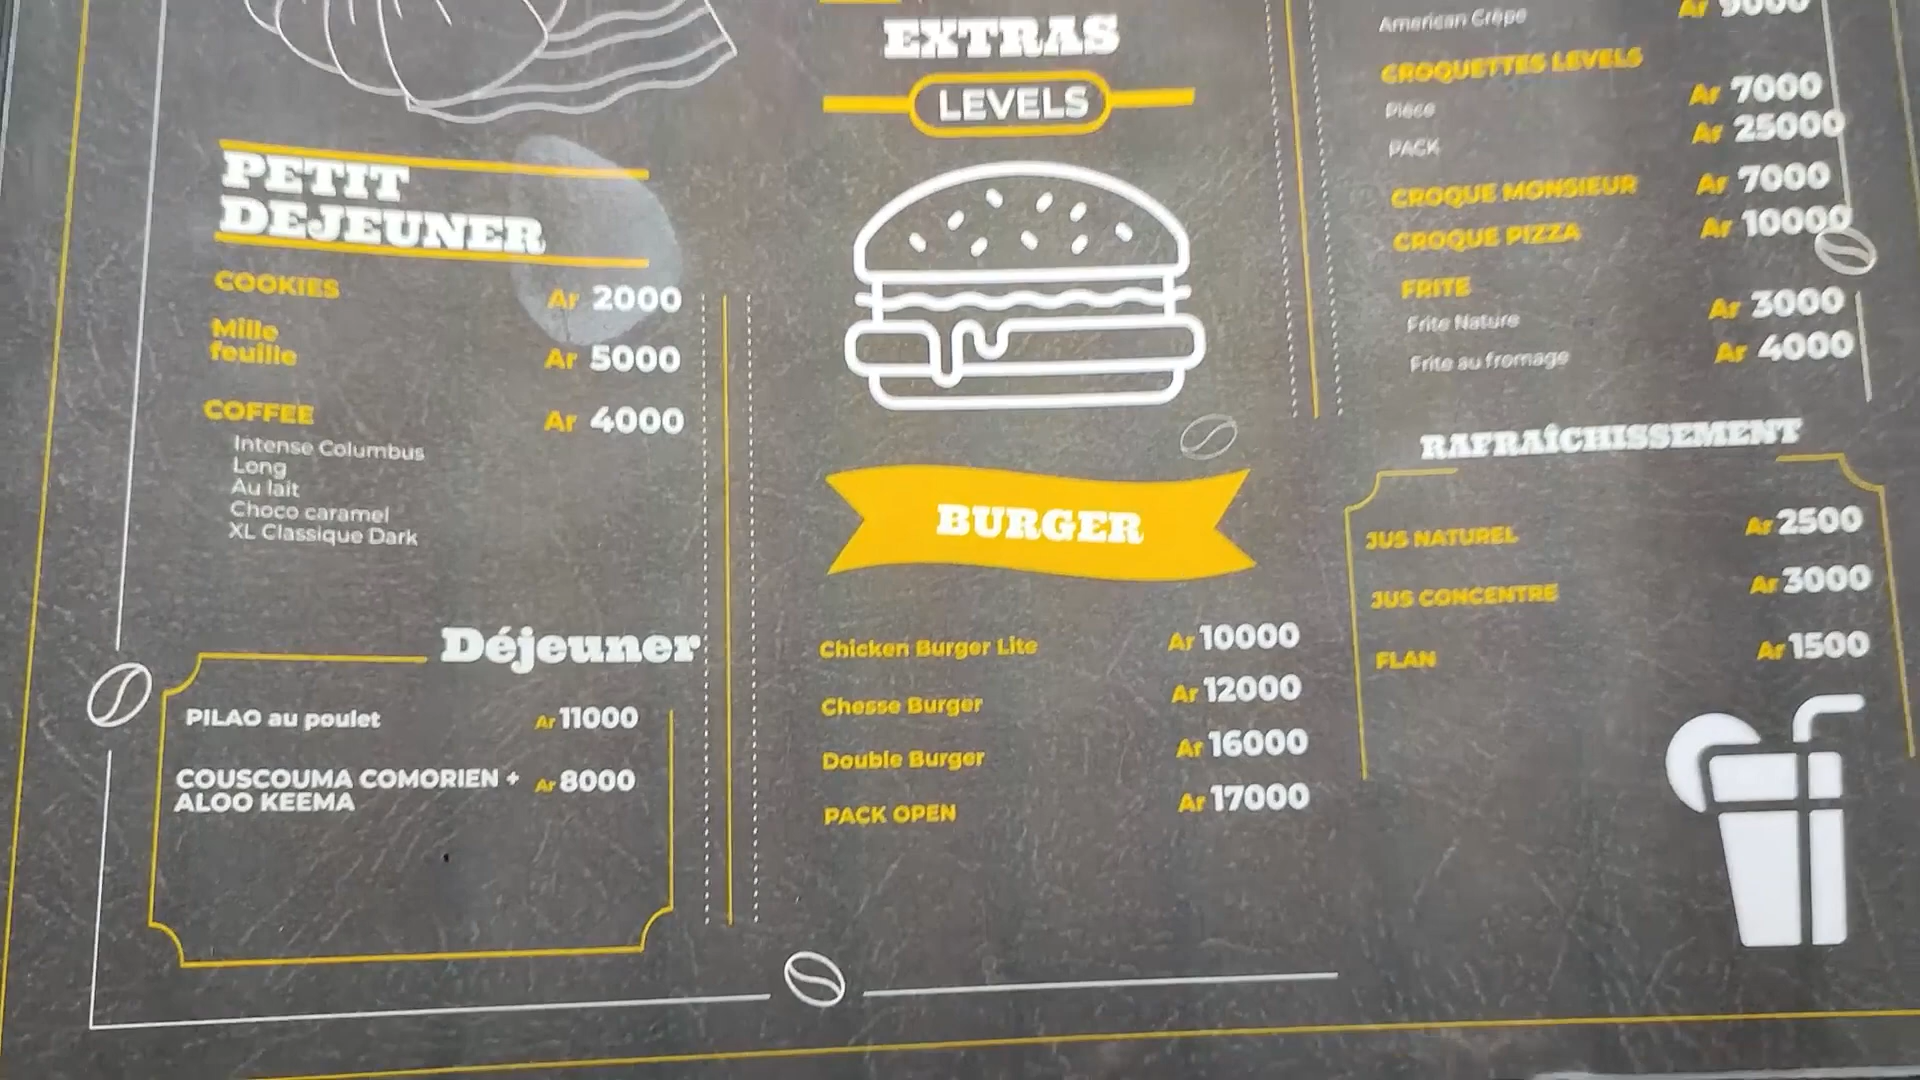 EXTRAS
LEVELS
PETIT
DEJEUNER
COOKIES Ar 2000
Mille
feuille Ar 5000
COFFEE Ar 4000
Intense Columbus
Long
Au lait
Choco caramel
XL Classique Dark
Déjeuner
PILAO au poulet Ar 11000
COUSCOUMA COMORIEN + Ar 8000
ALOO KEEMA
BURGER
Chicken Burger Lite Ar 10000
Chesse Burger Ar 12000
Double Burger Ar 16000
PACK OPEN Ar 17000
American Crêpe Ar 9000
CROQUETTES LEVELS
Piéce Ar 7000
PACK Ar 25000
CROQUE MONSIEUR Ar 7000
CROQUE PIZZA Ar 10000
FRITE
Frite Nature Ar 3000
Frite au fromage Ar 4000
RAFRAÎCHISSEMENT
JUS NATUREL Ar 2500
JUS CONCENTRE Ar 3000
FLAN Ar 1500